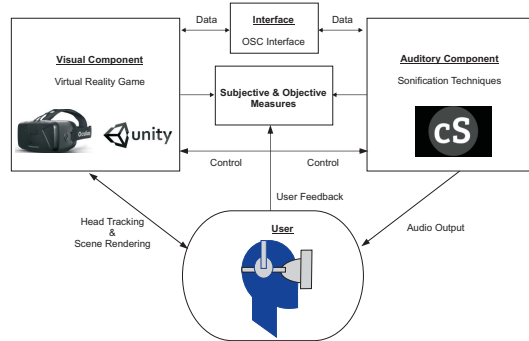 Data
Interface
OSC Interface
Data
Visual Component
Virtual Reality Game
Oculus
unity
Subjective & Objective
Measures
Auditory Component
Sonification Techniques
cS
Control
Control
User Feedback
Head Tracking
&
Scene Rendering
Audio Output
User